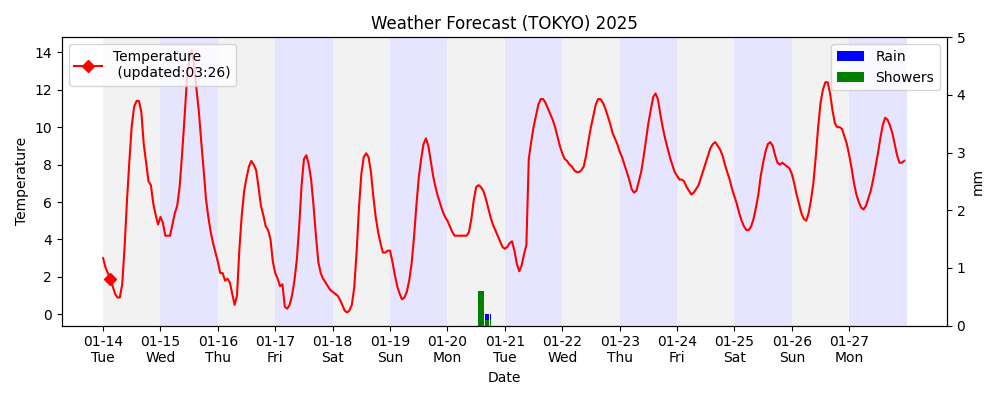 Weather Forecast (TOKYO) 2025
Temperature
(updated:03:26)
Rain
Showers
Temperature
14
12
10
8
6
4
2
0
mm
5
4
3
2
1
0
01-14 01-15 01-16 01-17 01-18 01-19 01-20 01-21 01-22 01-23 01-24 01-25 01-26 01-27
Tue Wed Thu Fri Sat Sun Mon Tue Wed Thu Fri Sat Sun Mon
Date